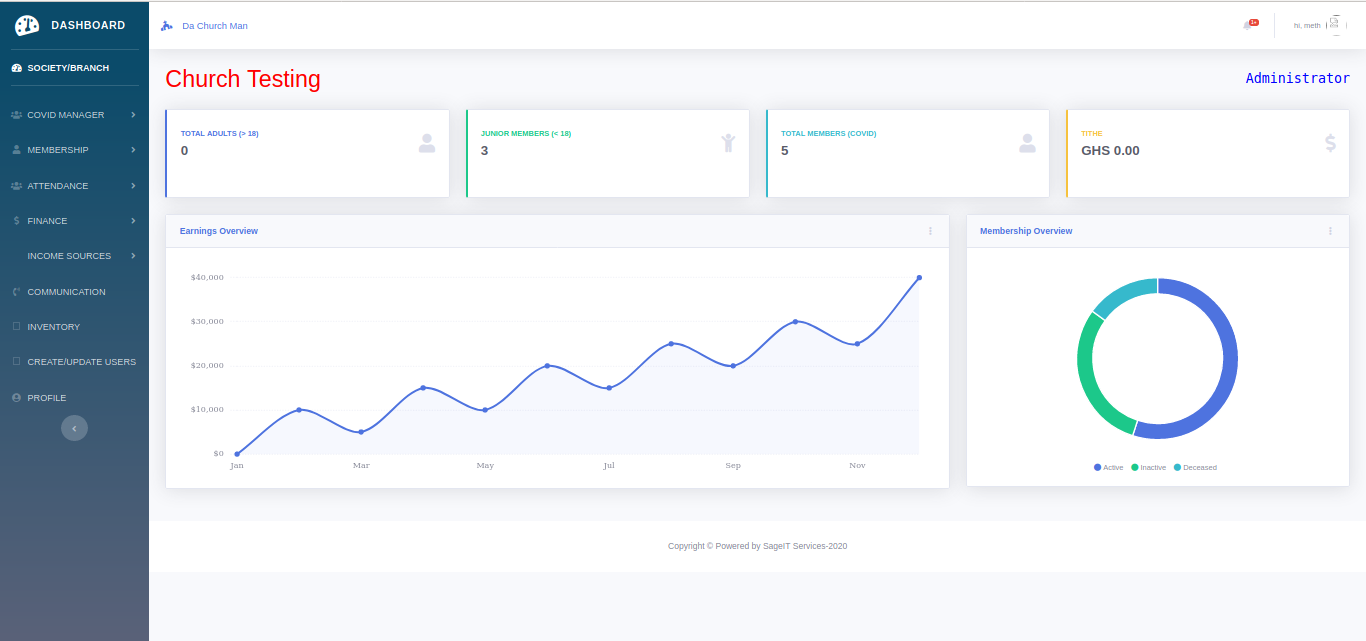 DASHBOARD
SOCIETY/BRANCH
COVID MANAGER
MEMBERSHIP
ATTENDANCE
FINANCE
INCOME SOURCES
COMMUNICATION
INVENTORY
CREATE/UPDATE USERS
PROFILE
Da Church Man
1+
hi, meth
Church Testing
Administrator
TOTAL ADULTS (> 18)
0
JUNIOR MEMBERS (< 18)
3
TOTAL MEMBERS (COVID)
5
TITHE
GHS 0.00
Earnings Overview
$40,000
$30,000
$20,000
$10,000
$0
Jan Mar May Jul Sep Nov
Membership Overview
Active Inactive Deceased
Copyright © Powered by SageIT Services-2020